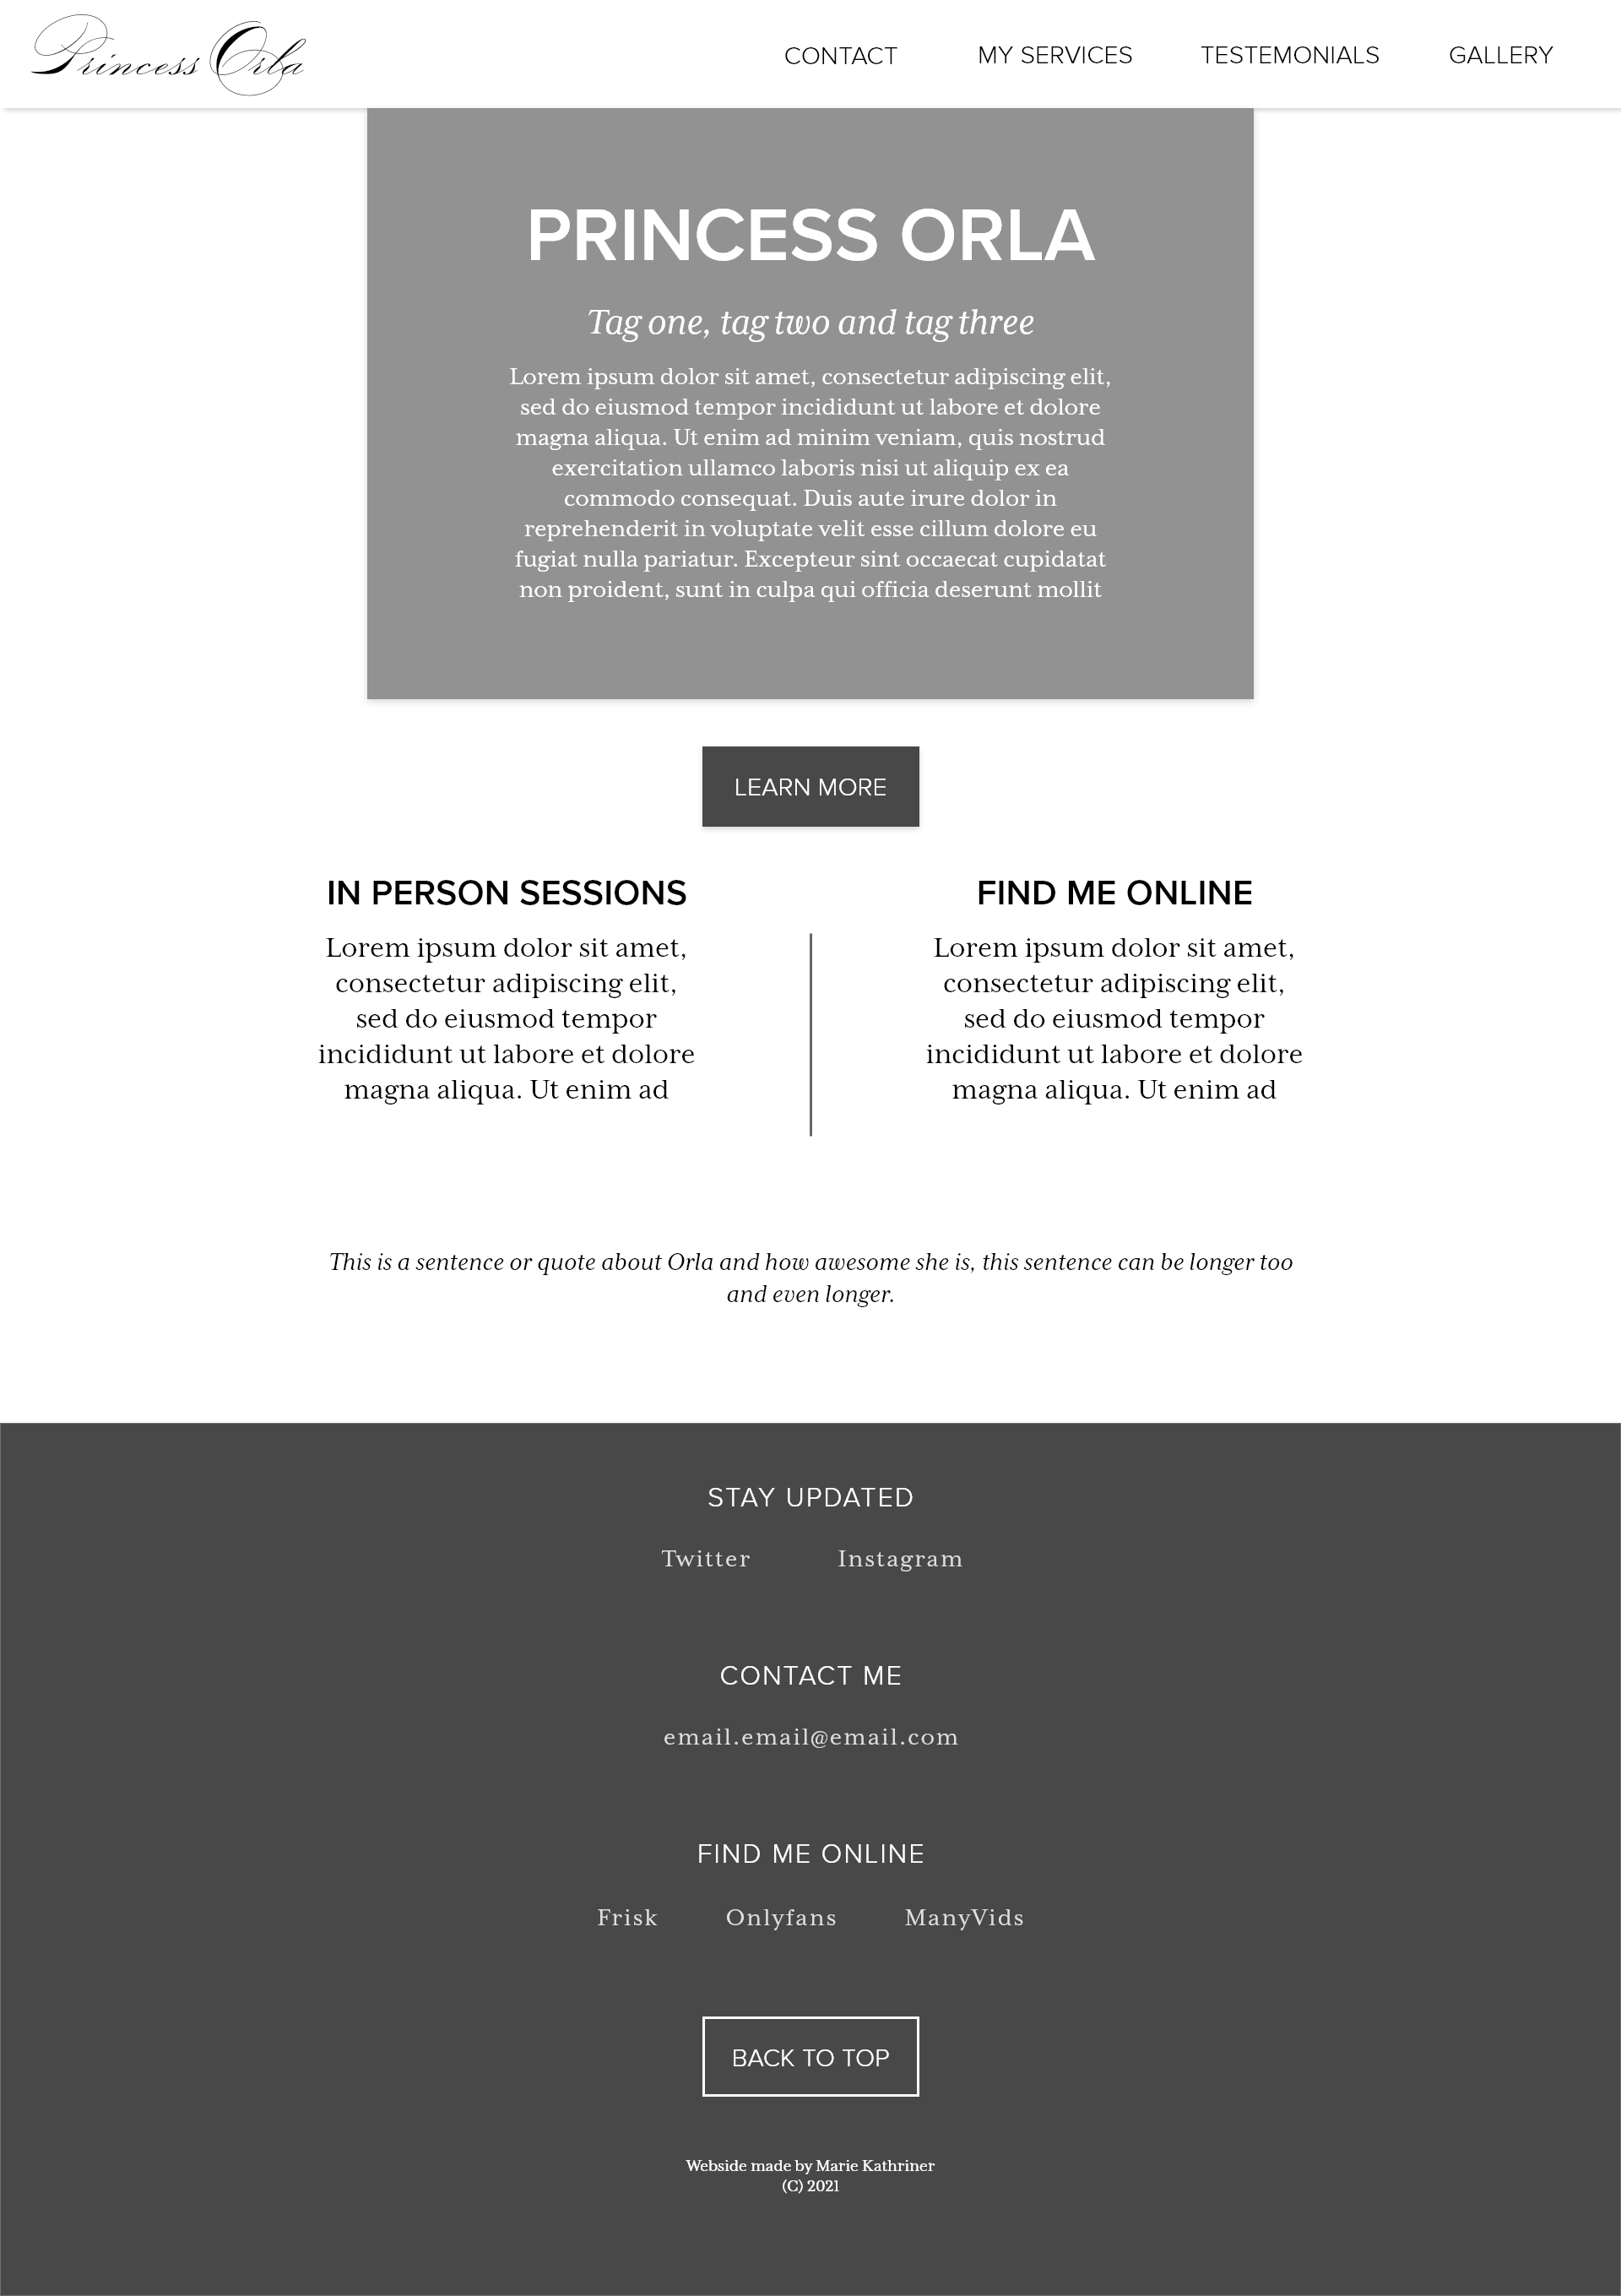 Princess Orla
CONTACT
MY SERVICES
TESTEMONIALS
GALLERY
PRINCESS ORLA
Tag one, tag two and tag three
Lorem ipsum dolor sit amet, consectetur adipiscing elit,
sed do eiusmod tempor incididunt ut labore et dolore
magna aliqua. Ut enim ad minim veniam, quis nostrud
exercitation ullamco laboris nisi ut aliquip ex ea
commodo consequat. Duis aute irure dolor in
reprehenderit in voluptate velit esse cillum dolore eu
fugiat nulla pariatur. Excepteur sint occaecat cupidatat
non proident, sunt in culpa qui officia deserunt mollit
LEARN MORE
IN PERSON SESSIONS
Lorem ipsum dolor sit amet,
consectetur adipiscing elit,
sed do eiusmod tempor
incididunt ut labore et dolore
magna aliqua. Ut enim ad
FIND ME ONLINE
Lorem ipsum dolor sit amet,
consectetur adipiscing elit,
sed do eiusmod tempor
incididunt ut labore et dolore
magna aliqua. Ut enim ad
This is a sentence or quote about Orla and how awesome she is, this sentence can be longer too
and even longer.
STAY UPDATED
Twitter
Instagram
CONTACT ME
email.email@email.com
FIND ME ONLINE
Frisk
Onlyfans
ManyVids
BACK TO TOP
Webside made by Marie Kathriner
(C) 2021